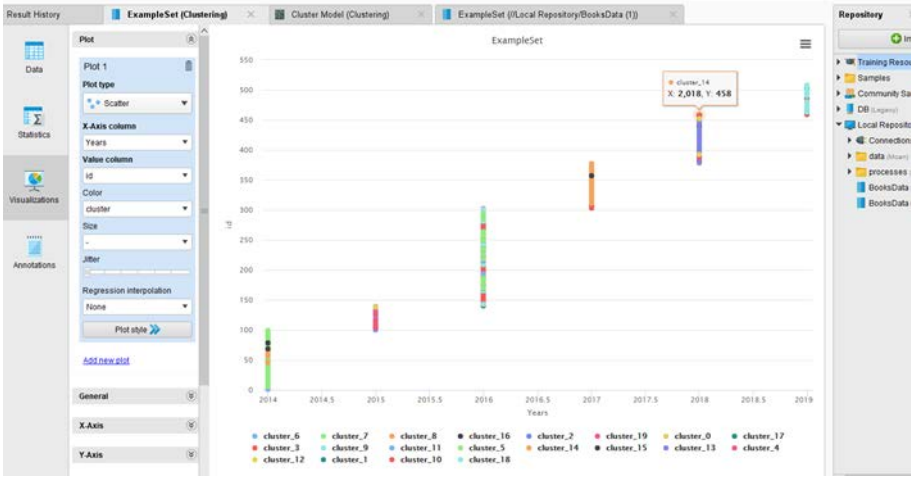 Result History
ExampleSet (Clustering)
Cluster Model (Clustering)
ExampleSet (//Local Repository/BooksData (1))
Repository
Data
Statistics
Visualizations
Annotations
Plot
Plot 1
Plot type
Scatter
X-Axis column
Years
Value column
id
Color
cluster
Size
-
Jitter
Regression interpolation
None
Plot style
Add new plot
General
X-Axis
Y-Axis
ExampleSet
550
500
450
400
350
300
250
200
150
100
50
0
id
cluster_14
X: 2,018, Y: 458
2014 2014.5 2015 2015.5 2016 2016.5 2017 2017.5 2018 2018.5 2019
Years
cluster_6 cluster_7 cluster_8 cluster_16 cluster_2 cluster_19 cluster_0 cluster_17
cluster_3 cluster_9 cluster_11 cluster_5 cluster_14 cluster_15 cluster_13 cluster_4
cluster_12 cluster_1 cluster_10 cluster_18
Training Resou
Samples
Community Sa
DB (Legacy)
Local Reposito
Connections
data
processes
BooksData
BooksData